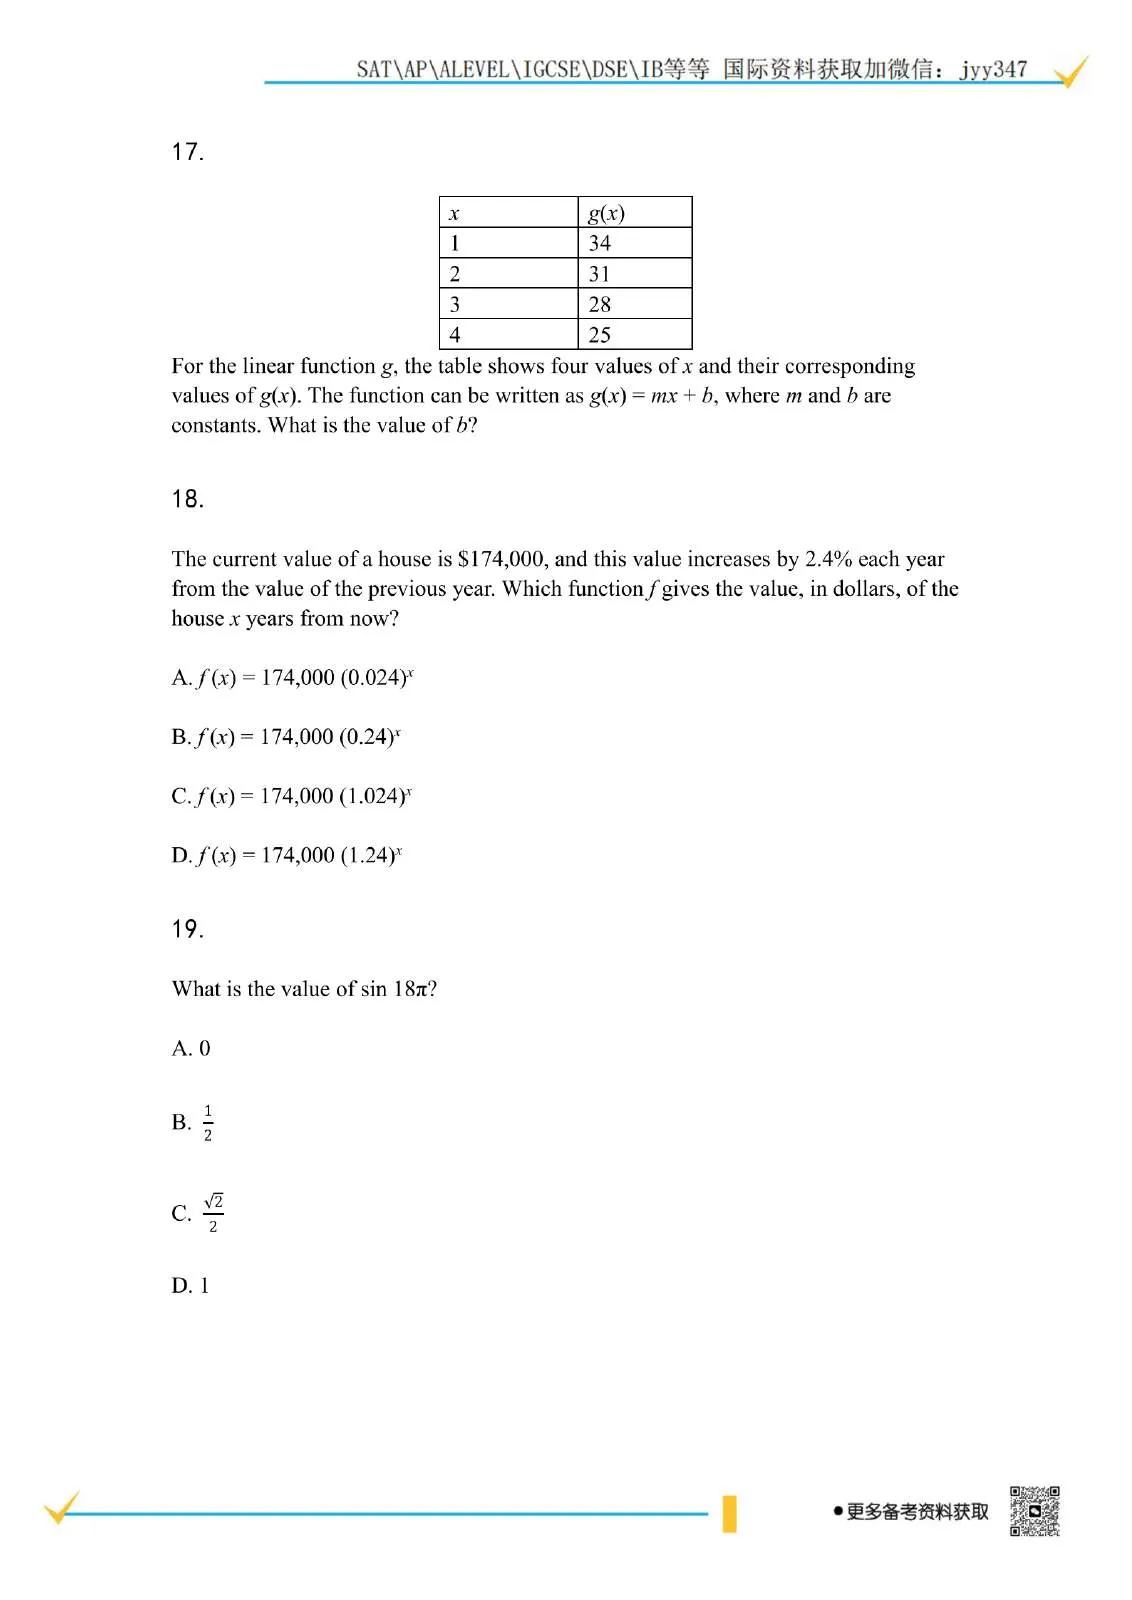 SAT\AP\ALEVEL\IGCSE\DSE\IB等等 国际资料获取加微信：jyy347
17.
x g(x)
1 34
2 31
3 28
4 25
For the linear function g, the table shows four values of x and their corresponding
values of g(x). The function can be written as g(x) = mx + b, where m and b are
constants. What is the value of b?
18.
The current value of a house is $174,000, and this value increases by 2.4% each year
from the value of the previous year. Which function f gives the value, in dollars, of the
house x years from now?
A. f (x) = 174,000 (0.024)ˣ
B. f (x) = 174,000 (0.24)ˣ
C. f (x) = 174,000 (1.024)ˣ
D. f (x) = 174,000 (1.24)ˣ
19.
What is the value of sin 18π?
A. 0
B. 1/2
C. √2/2
D. 1
●更多备考资料获取